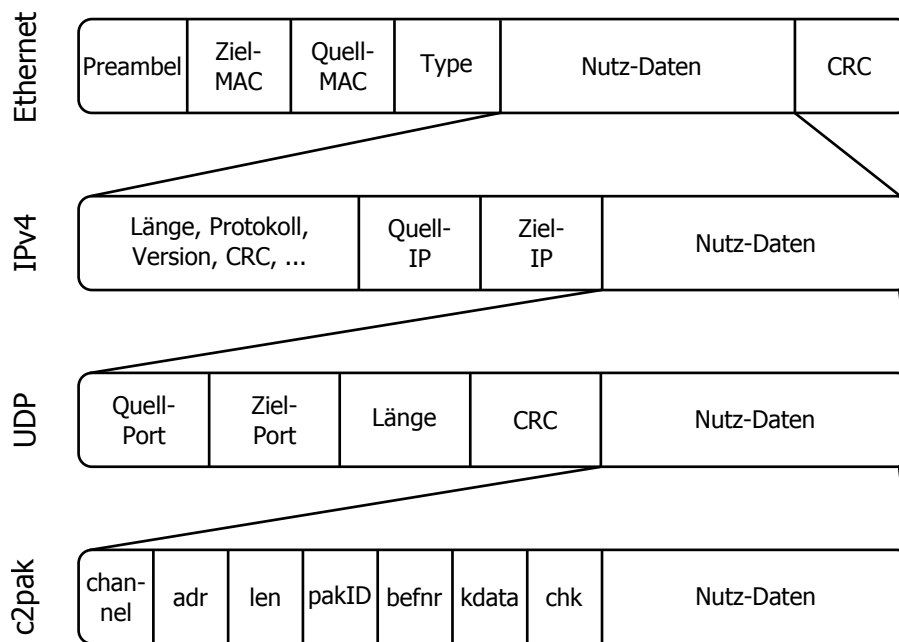 Ethernet
Preambel
Ziel-
MAC
Quell-
MAC
Type
Nutz-Daten
CRC
IPv4
Länge, Protokoll,
Version, CRC, ...
Quell-
IP
Ziel-
IP
Nutz-Daten
UDP
Quell-
Port
Ziel-
Port
Länge
CRC
Nutz-Daten
c2pak
chan-
nel
adr
len
pakID
befnr
kdata
chk
Nutz-Daten